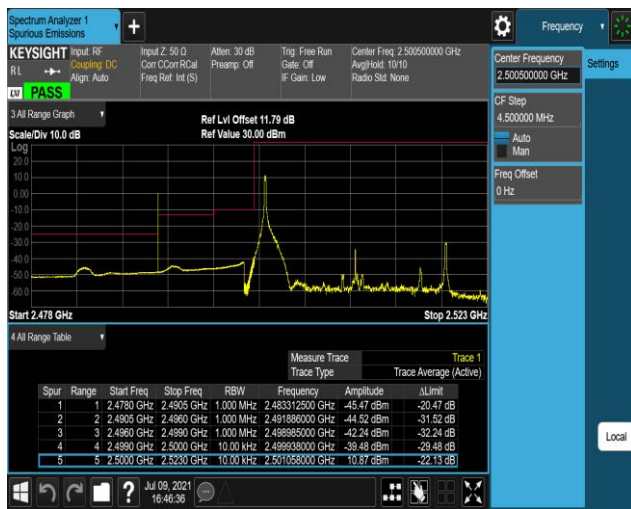 Spectrum Analyzer 1
Spurious Emissions
+
Frequency
KEYSIGHT
RL
LXI
PASS
Input: RF
Coupling: DC
Align: Auto
Input Z: 50 Ω
Corr CCorr RCal
Freq Ref: Int (S)
Atten: 30 dB
Preamp: Off
Trig: Free Run
Gate: Off
IF Gain: Low
Center Freq: 2.500500000 GHz
Avg|Hold: 10/10
Radio Std: None
Center Frequency
2.500500000 GHz
Settings
CF Step
4.500000 MHz
Auto
Man
Freq Offset
0 Hz
Local
3 All Range Graph
Scale/Div 10.0 dB
Ref Lvl Offset 11.79 dB
Ref Value 30.00 dBm
Log
20.0
10.0
0.00
-10.0
-20.0
-30.0
-40.0
-50.0
-60.0
Start 2.478 GHz
Stop 2.523 GHz
4 All Range Table
Measure Trace Trace 1
Trace Type Trace Average (Active)
Spur Range Start Freq Stop Freq RBW Frequency Amplitude ΔLimit
1 1 2.4780 GHz 2.4905 GHz 1.000 MHz 2.483312500 GHz -45.47 dBm -20.47 dB
2 2 2.4905 GHz 2.4960 GHz 1.000 MHz 2.491886000 GHz -44.52 dBm -31.52 dB
3 3 2.4960 GHz 2.4990 GHz 1.000 MHz 2.498985000 GHz -42.24 dBm -32.24 dB
4 4 2.4990 GHz 2.5000 GHz 10.00 kHz 2.499938000 GHz -39.48 dBm -29.48 dB
5 5 2.5000 GHz 2.5230 GHz 10.00 kHz 2.501058000 GHz 10.87 dBm -22.13 dB
?
Jul 09, 2021
16:46:36